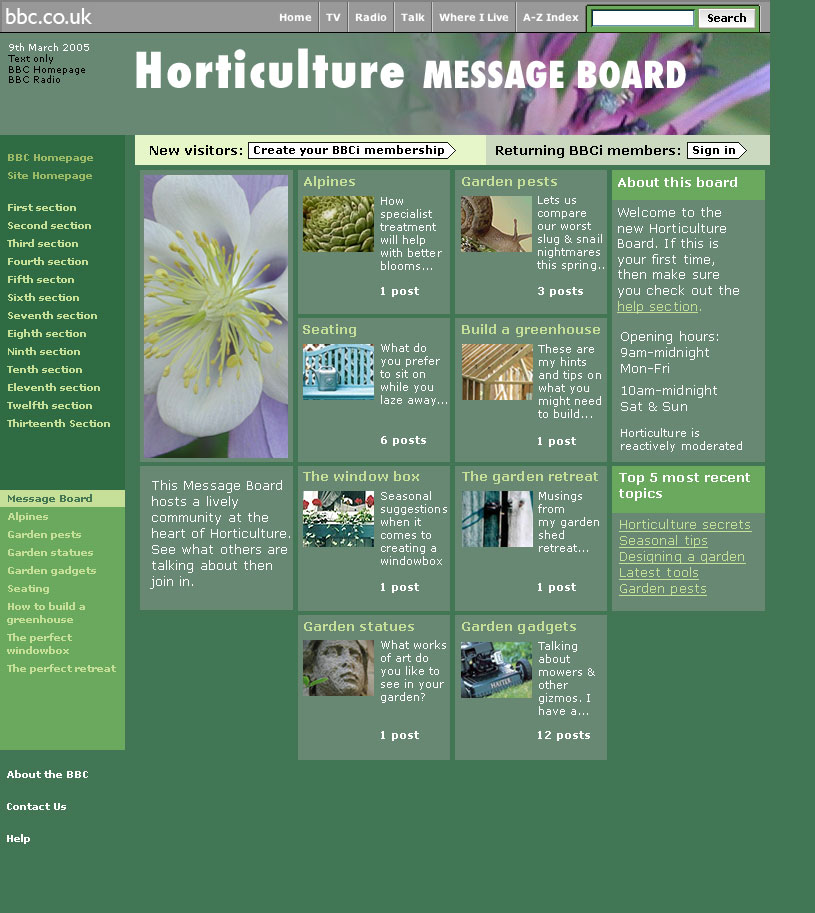 bbc.co.uk
Home
TV
Radio
Talk
Where I Live
A-Z Index
Search
9th March 2005
Text only
BBC Homepage
BBC Radio
Horticulture MESSAGE BOARD
New visitors: Create your BBCi membership
Returning BBCi members: Sign in
BBC Homepage
Site Homepage
First section
Second section
Third section
Fourth section
Fifth secton
Sixth section
Seventh section
Eighth section
Ninth section
Tenth section
Eleventh section
Twelfth section
Thirteenth Section
Message Board
Alpines
Garden pests
Garden statues
Garden gadgets
Seating
How to build a
greenhouse
The perfect
windowbox
The perfect retreat
About the BBC
Contact Us
Help
This Message Board
hosts a lively
community at the
heart of Horticulture.
See what others are
talking about then
join in.
Alpines
How
specialist
treatment
will help
with better
blooms...
1 post
Garden pests
Lets us
compare
our worst
slug & snail
nightmares
this spring..
3 posts
Seating
What do
you prefer
to sit on
while you
laze away...
6 posts
Build a greenhouse
These are
my hints
and tips on
what you
might need
to build...
1 post
The window box
Seasonal
suggestions
when it
comes to
creating a
windowbox
1 post
The garden retreat
Musings
from
my garden
shed
retreat...
1 post
Garden statues
What works
of art do
you like to
see in your
garden?
1 post
Garden gadgets
Talking
about
mowers &
other
gizmos. I
have a...
12 posts
HAYTER
About this board
Welcome to the
new Horticulture
Board. If this is
your first time,
then make sure
you check out the
help section.
Opening hours:
9am-midnight
Mon-Fri
10am-midnight
Sat & Sun
Horticulture is
reactively moderated
Top 5 most recent
topics
Horticulture secrets
Seasonal tips
Designing a garden
Latest tools
Garden pests